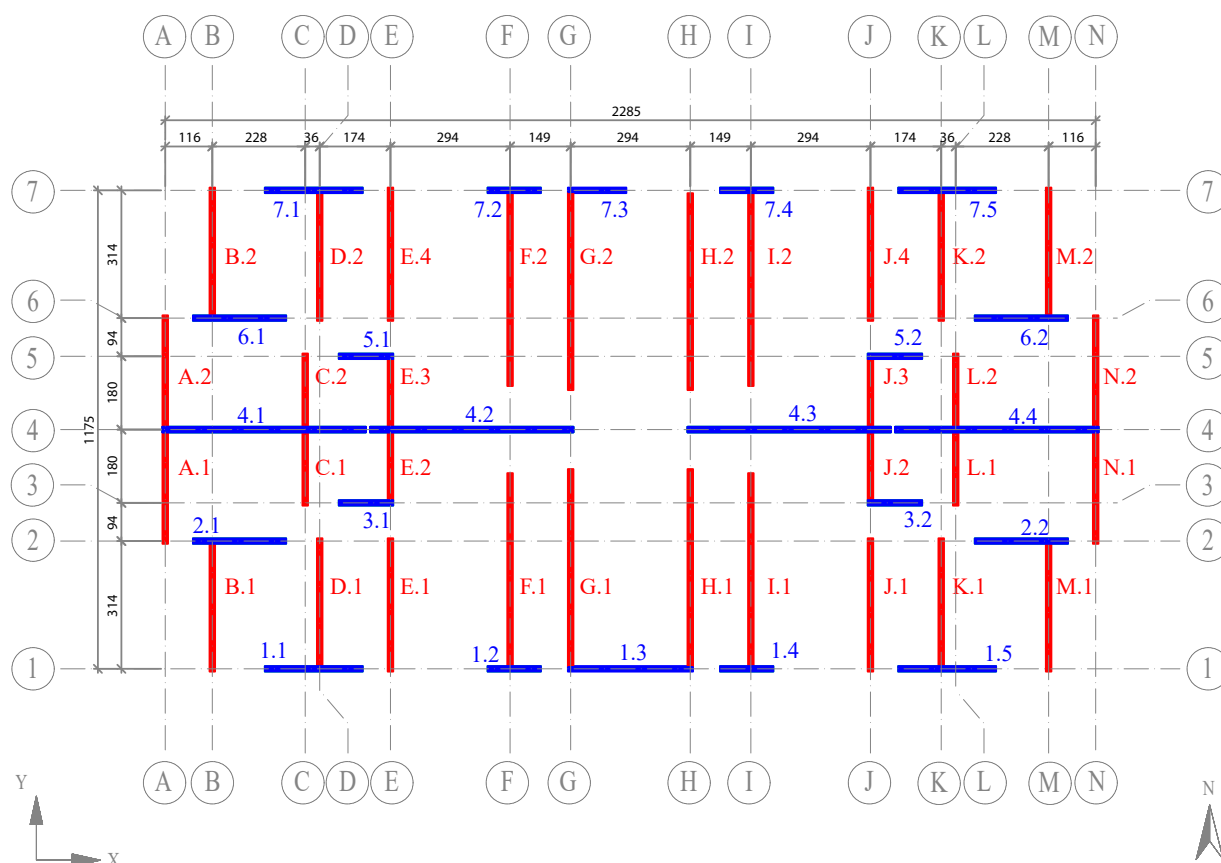 A B C D E F G H I J K L M N
2285
116 228 36 174 294 149 294 149 294 174 36 228 116
7 7.1 7.2 7.3 7.4 7.5 7
314 B.2 D.2 E.4 F.2 G.2 H.2 I.2 J.4 K.2 M.2
6 6.1 6.2 6
94 5.1 5.2
5 5
A.2 C.2 E.3 J.3 L.2 N.2
180
4.1 4.2 4.3 4.4
1175 4 4
180 A.1 C.1 E.2 J.2 L.1 N.1
3 3
3.1 3.2
94 2.1 2.2
2 2
314 B.1 D.1 E.1 F.1 G.1 H.1 I.1 J.1 K.1 M.1
1.1 1.2 1.3 1.4 1.5
1 1
A B C D E F G H I J K L M N
Y N
X